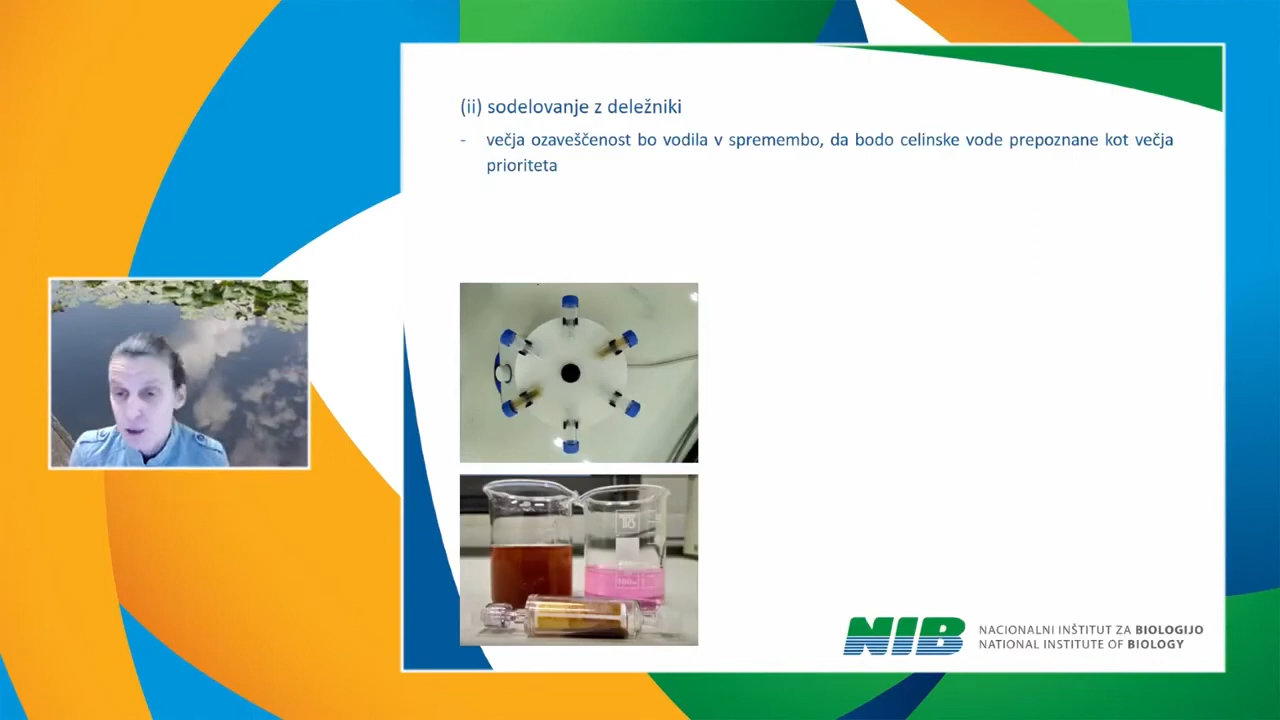 (ii) sodelovanje z deležniki
- večja ozaveščenost bo vodila v spremembo, da bodo celinske vode prepoznane kot večja
prioriteta
NIB
NACIONALNI INŠTITUT ZA BIOLOGIJO
NATIONAL INSTITUTE OF BIOLOGY